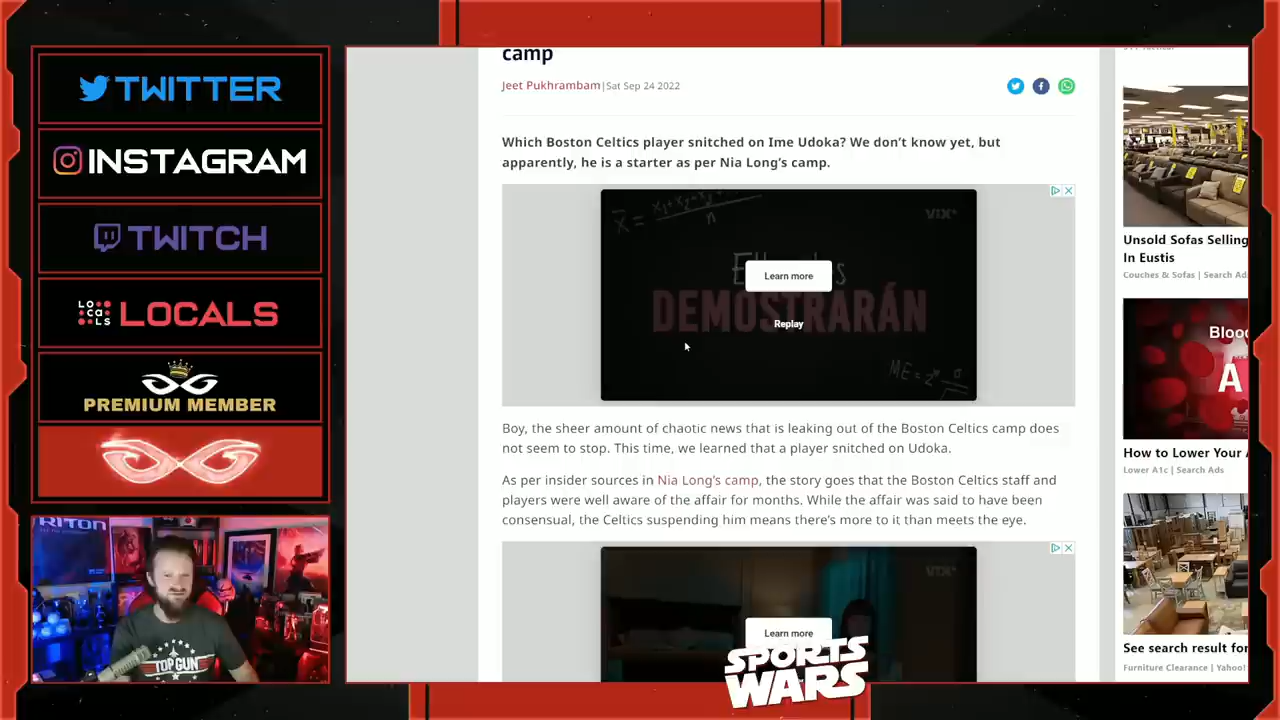 TWITTER
INSTAGRAM
TWITCH
LOCALS
LOCALS
PREMIUM MEMBER
TOP GUN
camp
Jeet Pukhrambam|Sat Sep 24 2022
Which Boston Celtics player snitched on Ime Udoka? We don't know yet, but
apparently, he is a starter as per Nia Long's camp.
VIX
Learn more
DEMOSTRARÁN
Replay
Boy, the sheer amount of chaotic news that is leaking out of the Boston Celtics camp does
not seem to stop. This time, we learned that a player snitched on Udoka.
As per insider sources in Nia Long's camp, the story goes that the Boston Celtics staff and
players were well aware of the affair for months. While the affair was said to have been
consensual, the Celtics suspending him means there's more to it than meets the eye.
VIX
Learn more
SPORTS
WARS
Unsold Sofas Selling
In Eustis
Couches & Sofas | Search Ad
Bloo
A
How to Lower Your
Lower A1c | Search Ads
See search result for
Furniture Clearance | Yahoo!